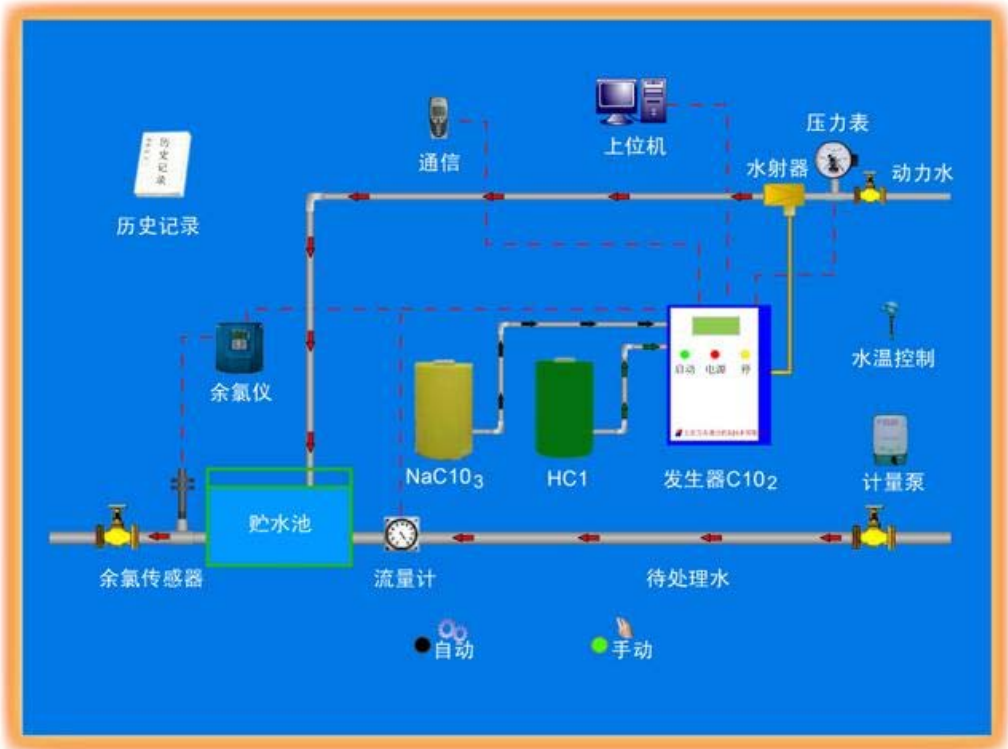 通信
上位机
压力表
水射器
动力水
历史记录
历史记录
余氯仪
启动 电源 停
水温控制
NaC10₃
HC1
发生器C10₂
计量泵
贮水池
余氯传感器
流量计
待处理水
自动
手动